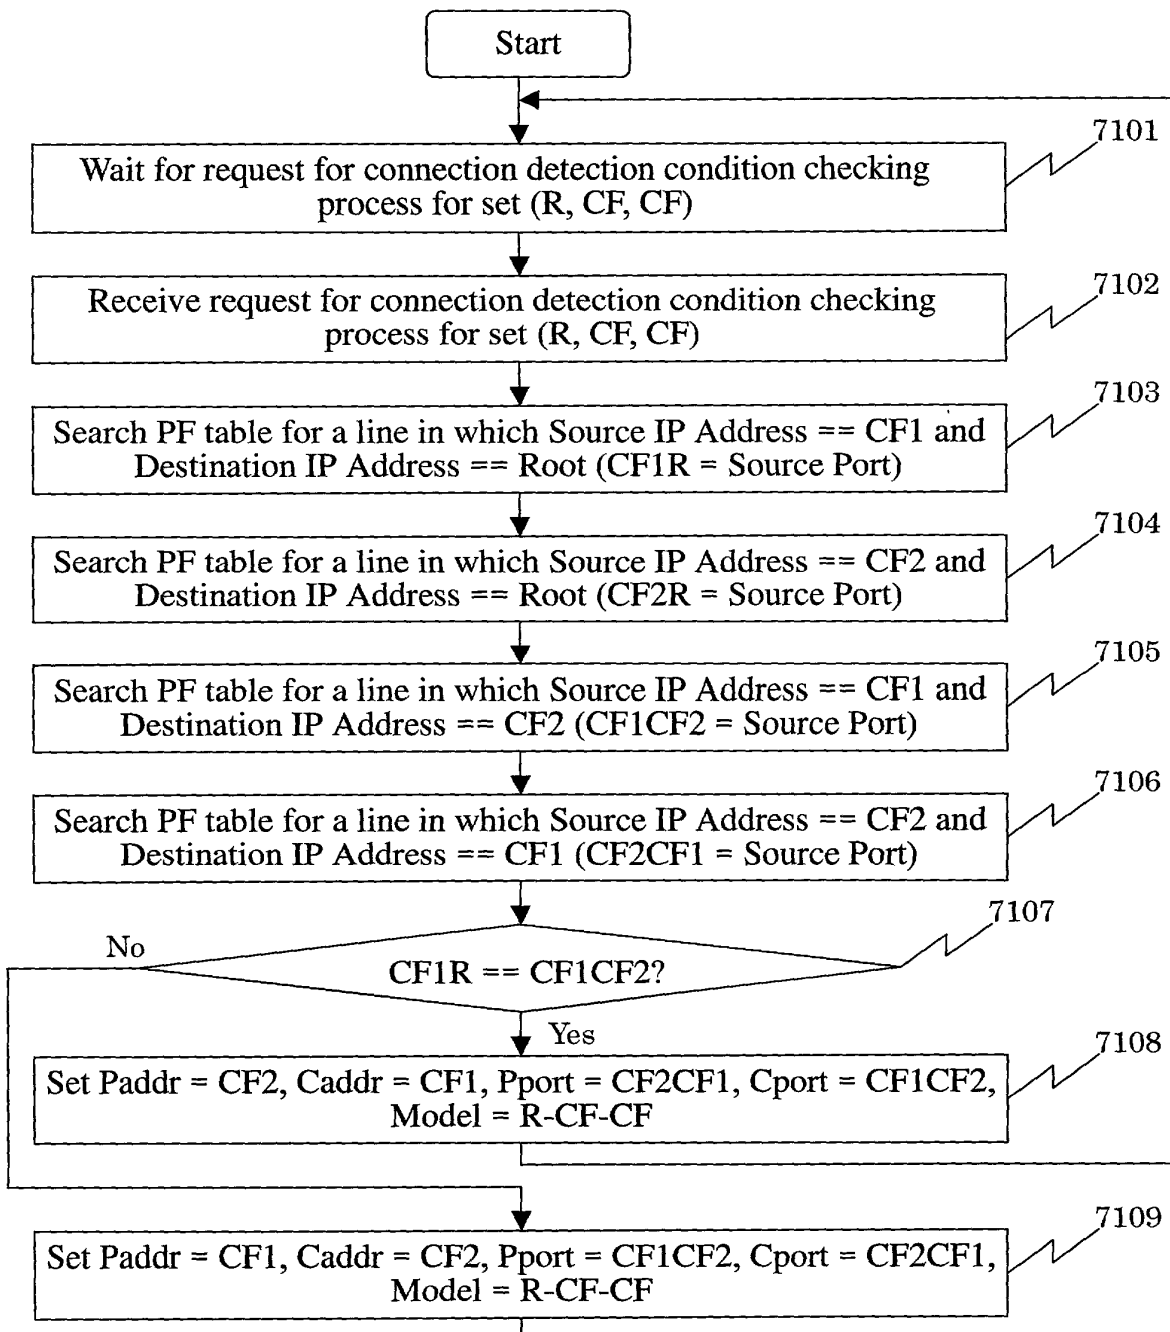 Start
7101
Wait for request for connection detection condition checking
process for set (R, CF, CF)
7102
Receive request for connection detection condition checking
process for set (R, CF, CF)
7103
Search PF table for a line in which Source IP Address == CF1 and
Destination IP Address == Root (CF1R = Source Port)
7104
Search PF table for a line in which Source IP Address == CF2 and
Destination IP Address == Root (CF2R = Source Port)
7105
Search PF table for a line in which Source IP Address == CF1 and
Destination IP Address == CF2 (CF1CF2 = Source Port)
7106
Search PF table for a line in which Source IP Address == CF2 and
Destination IP Address == CF1 (CF2CF1 = Source Port)
7107
No
CF1R == CF1CF2?
Yes
7108
Set Paddr = CF2, Caddr = CF1, Pport = CF2CF1, Cport = CF1CF2,
Model = R-CF-CF
7109
Set Paddr = CF1, Caddr = CF2, Pport = CF1CF2, Cport = CF2CF1,
Model = R-CF-CF